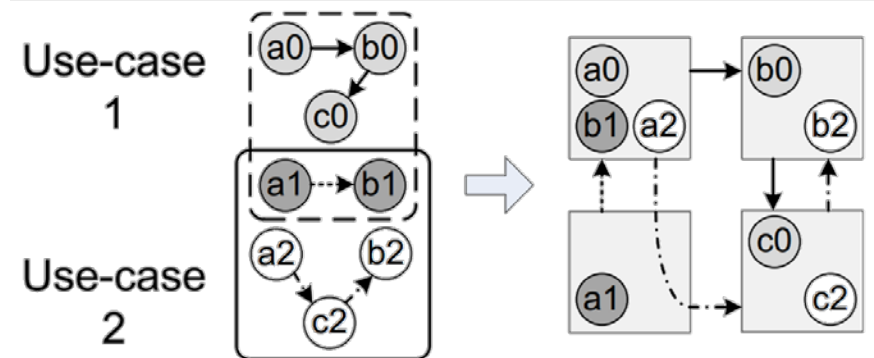 Use-case
1
a0 b0
c0
a1 b1
Use-case
2
a2 b2
c2
a0
b1 a2
b0
b2
a1
c0
c2